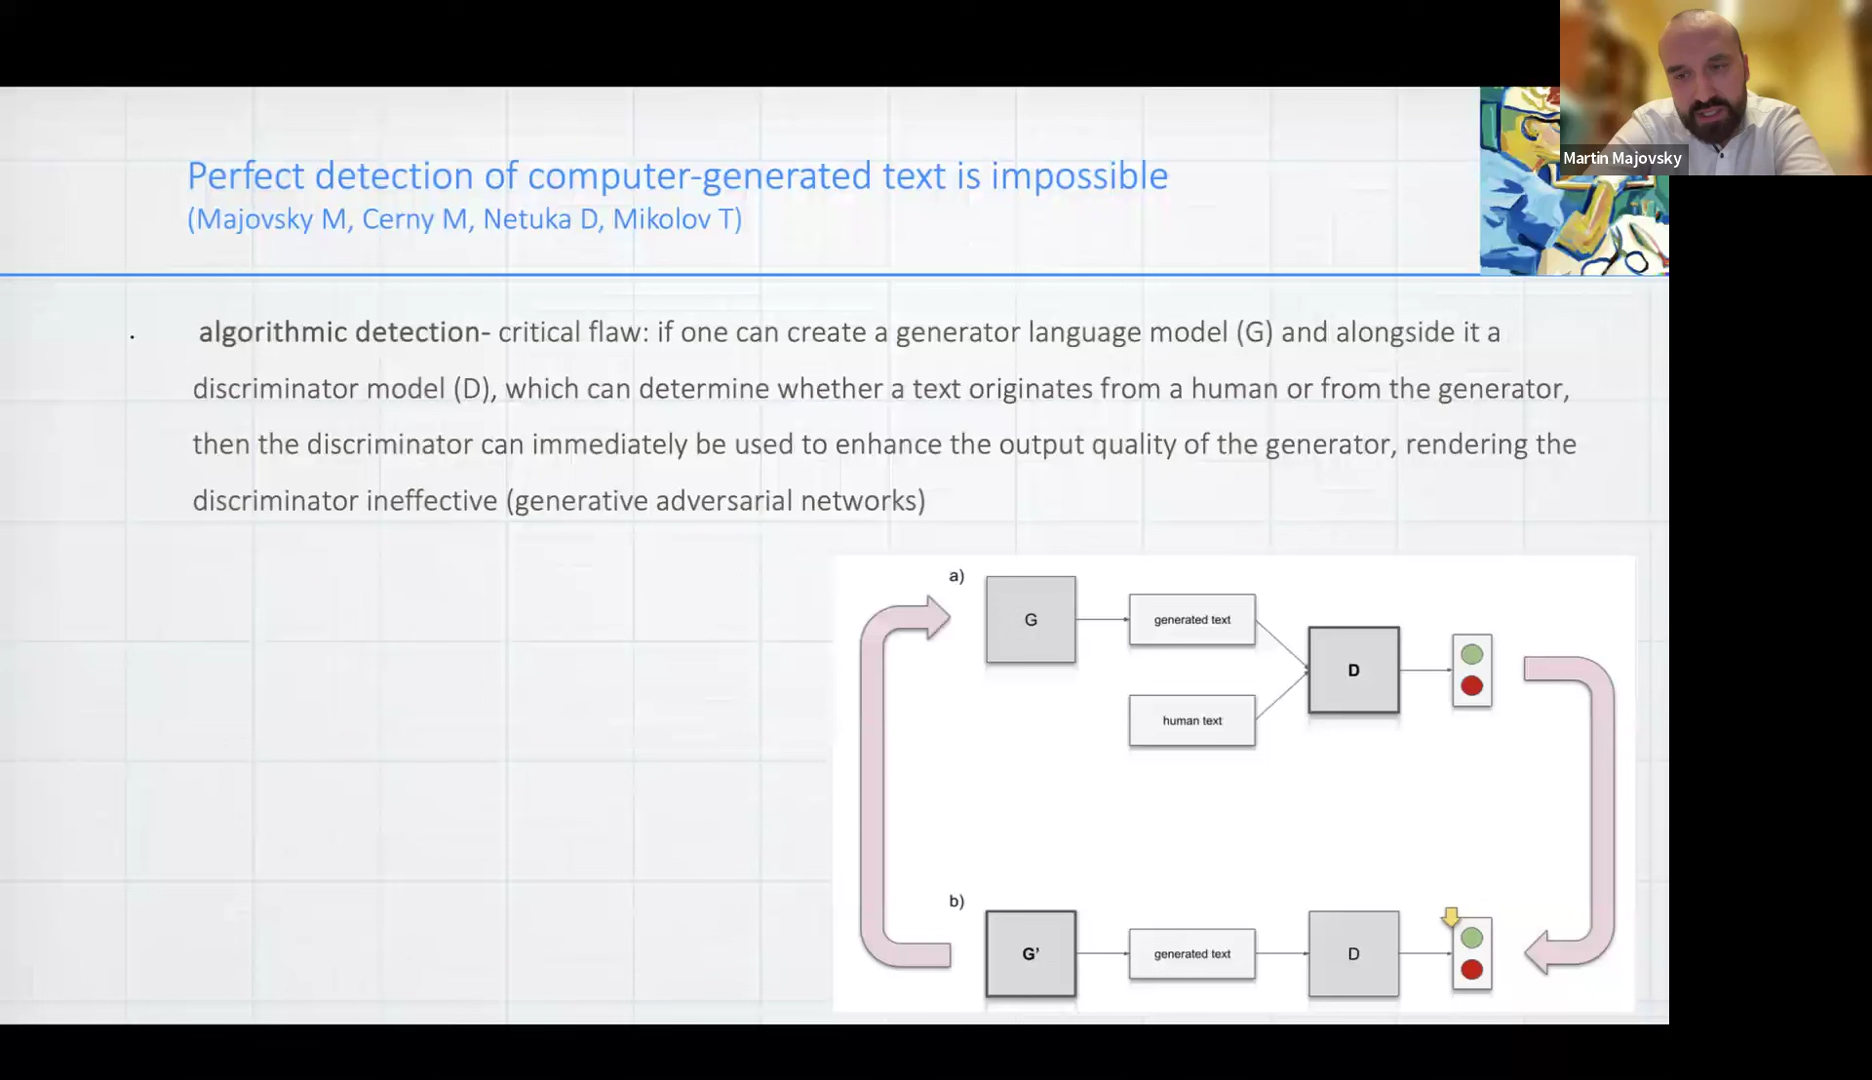 Perfect detection of computer-generated text is impossible
(Majovsky M, Cerny M, Netuka D, Mikolov T)
Martin Majovsky
algorithmic detection- critical flaw: if one can create a generator language model (G) and alongside it a
discriminator model (D), which can determine whether a text originates from a human or from the generator,
then the discriminator can immediately be used to enhance the output quality of the generator, rendering the
discriminator ineffective (generative adversarial networks)
a)
G
generated text
D
human text
b)
G'
generated text
D